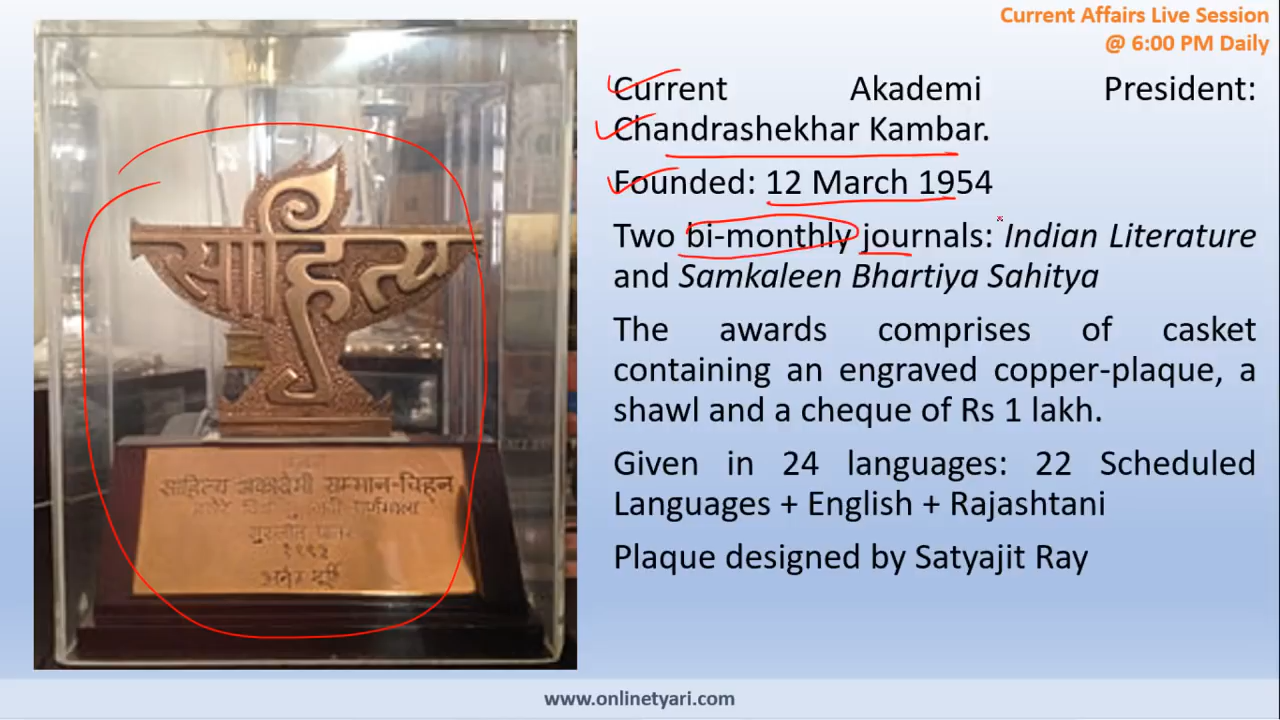 Current Affairs Live Session
@ 6:00 PM Daily
Current Akademi President:
Chandrashekhar Kambar.
Founded: 12 March 1954
Two bi-monthly journals: Indian Literature
and Samkaleen Bhartiya Sahitya
The awards comprises of casket
containing an engraved copper-plaque, a
shawl and a cheque of Rs 1 lakh.
Given in 24 languages: 22 Scheduled
Languages + English + Rajashtani
Plaque designed by Satyajit Ray
साहित्य
साहित्य अकादेमी सम्मान-चिह्न
www.onlinetyari.com